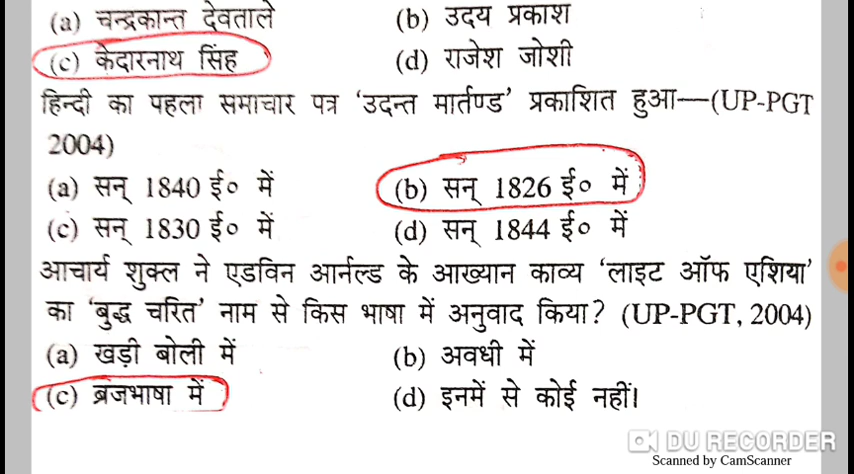 (a) चन्द्रकान्त देवताले (b) उदय प्रकाश
(c) केदारनाथ सिंह (d) राजेश जोशी
हिन्दी का पहला समाचार पत्र 'उदन्त मार्तण्ड' प्रकाशित हुआ—(UP-PGT
2004)
(a) सन् 1840 ई० में (b) सन् 1826 ई० में
(c) सन् 1830 ई० में (d) सन् 1844 ई० में
आचार्य शुक्ल ने एडविन आर्नल्ड के आख्यान काव्य 'लाइट ऑफ एशिया'
का 'बुद्ध चरित' नाम से किस भाषा में अनुवाद किया? (UP-PGT, 2004)
(a) खड़ी बोली में (b) अवधी में
(c) ब्रजभाषा में (d) इनमें से कोई नहीं।
DU RECORDER
Scanned by CamScanner